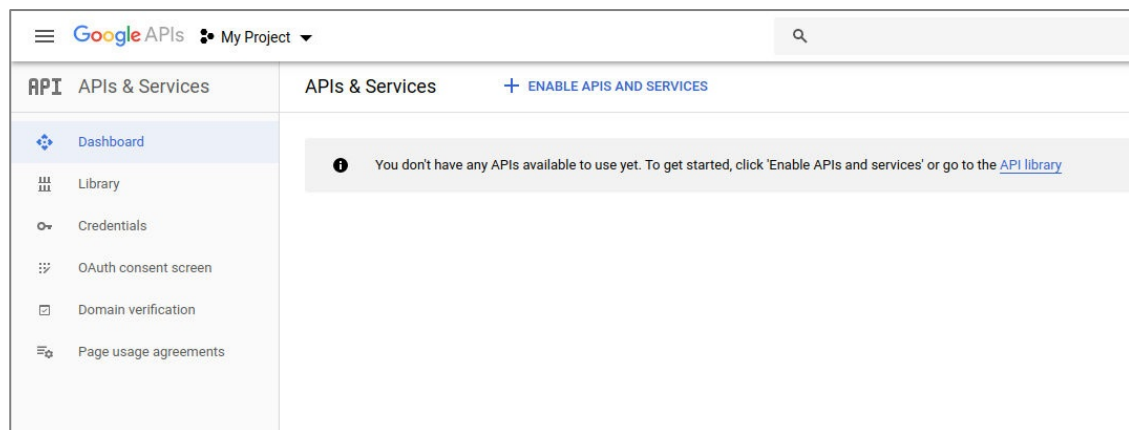 Google APIs My Project
API APIs & Services
APIs & Services + ENABLE APIS AND SERVICES
Dashboard
You don't have any APIs available to use yet. To get started, click 'Enable APIs and services' or go to the API library
Library
Credentials
OAuth consent screen
Domain verification
Page usage agreements